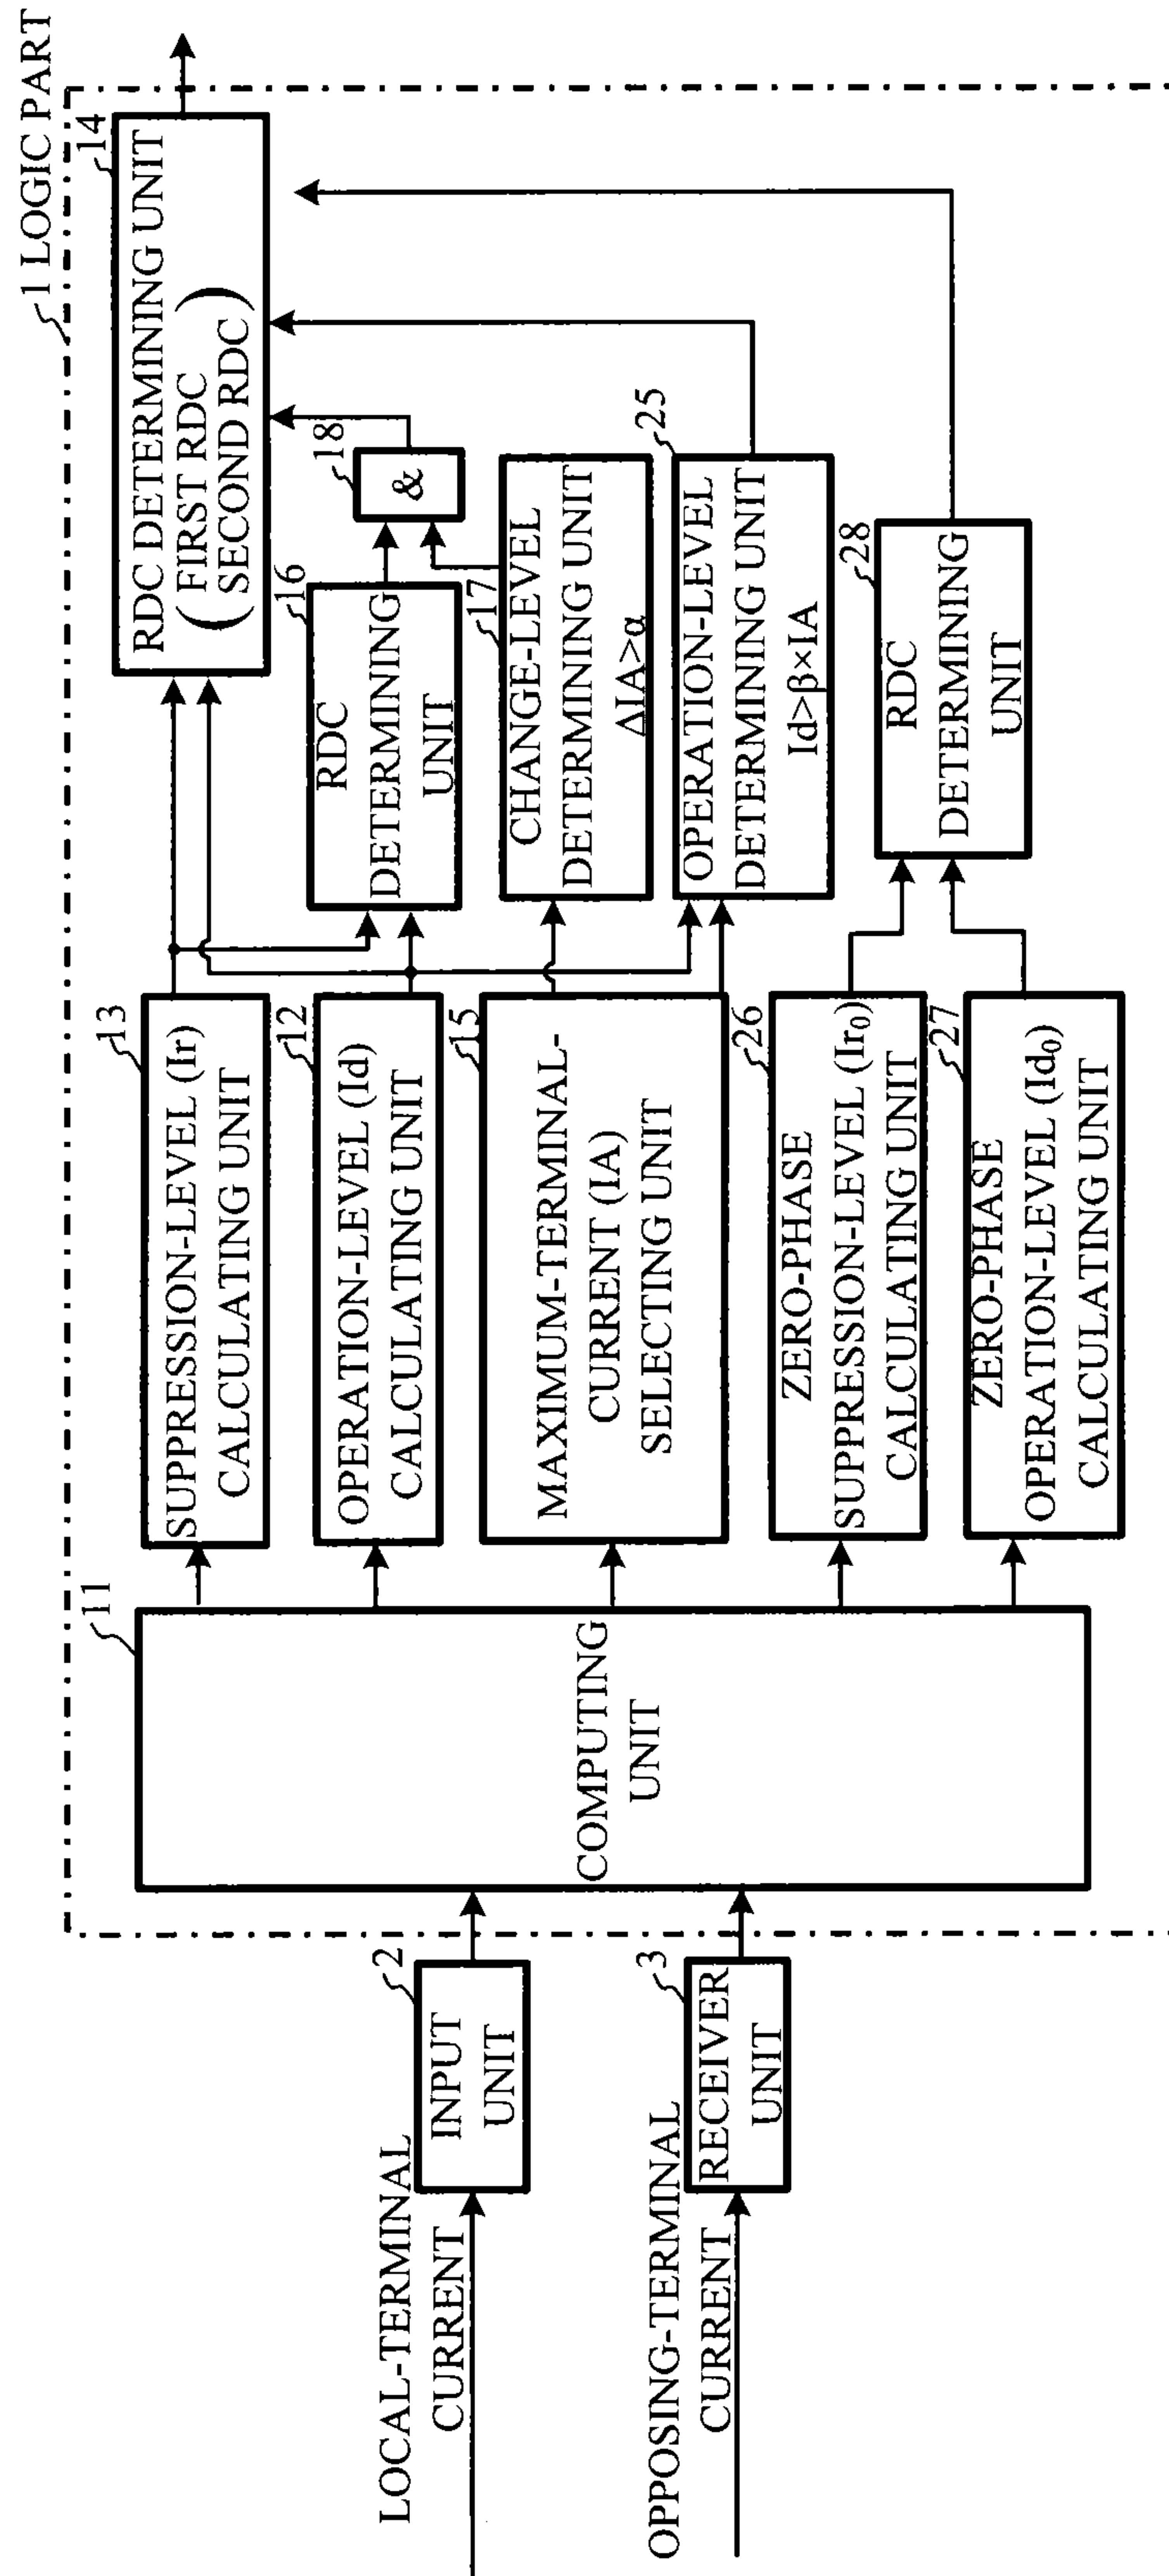 1 LOGIC PART
LOCAL-TERMINAL
CURRENT
2
INPUT
UNIT
OPPOSING-TERMINAL
CURRENT
3
RECEIVER
UNIT
11
COMPUTING
UNIT
13
SUPPRESSION-LEVEL (Ir)
CALCULATING UNIT
12
OPERATION-LEVEL (Id)
CALCULATING UNIT
15
MAXIMUM-TERMINAL-
CURRENT (IA)
SELECTING UNIT
26
ZERO-PHASE
SUPPRESSION-LEVEL (Ir₀)
CALCULATING UNIT
27
ZERO-PHASE
OPERATION-LEVEL (Id₀)
CALCULATING UNIT
16
RDC
DETERMINING
UNIT
17
CHANGE-LEVEL
DETERMINING UNIT
ΔIA>α
18
&
25
OPERATION-LEVEL
DETERMINING UNIT
Id>β×IA
28
RDC
DETERMINING
UNIT
14
RDC DETERMINING UNIT
(FIRST RDC
SECOND RDC)